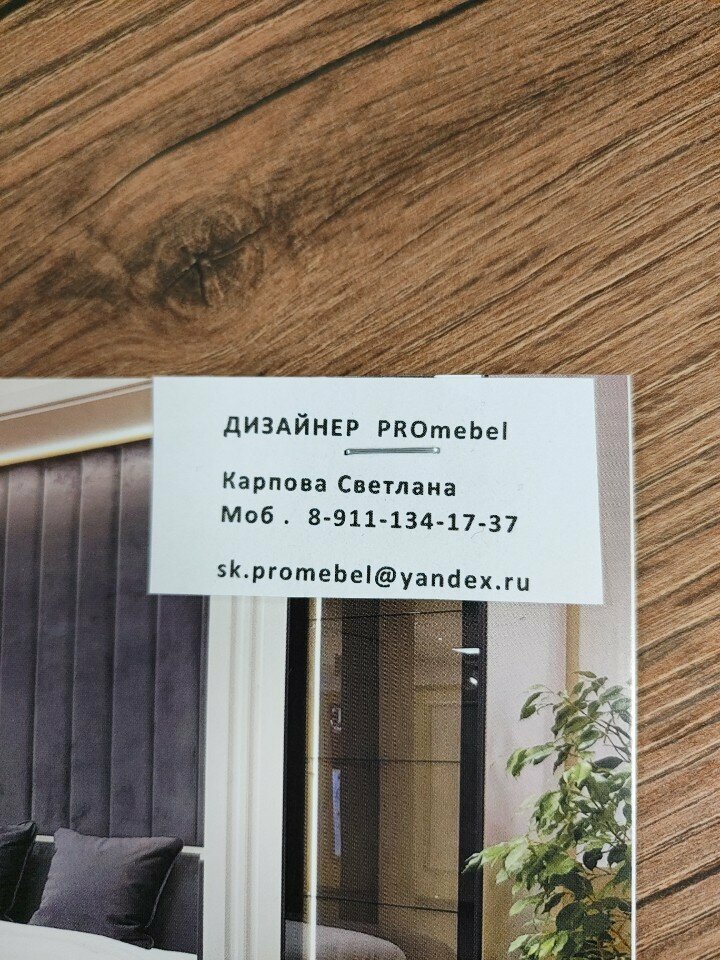 ДИЗАЙНЕР PROmebel
Карпова Светлана
Моб . 8-911-134-17-37
sk.promebel@yandex.ru